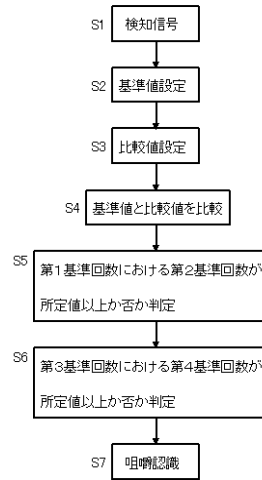 S1 検知信号
S2 基準値設定
S3 比較値設定
S4 基準値と比較値を比較
S5 第1基準回数における第2基準回数が
所定値以上か否か判定
S6 第3基準回数における第4基準回数が
所定値以上か否か判定
S7 咀嚼認識